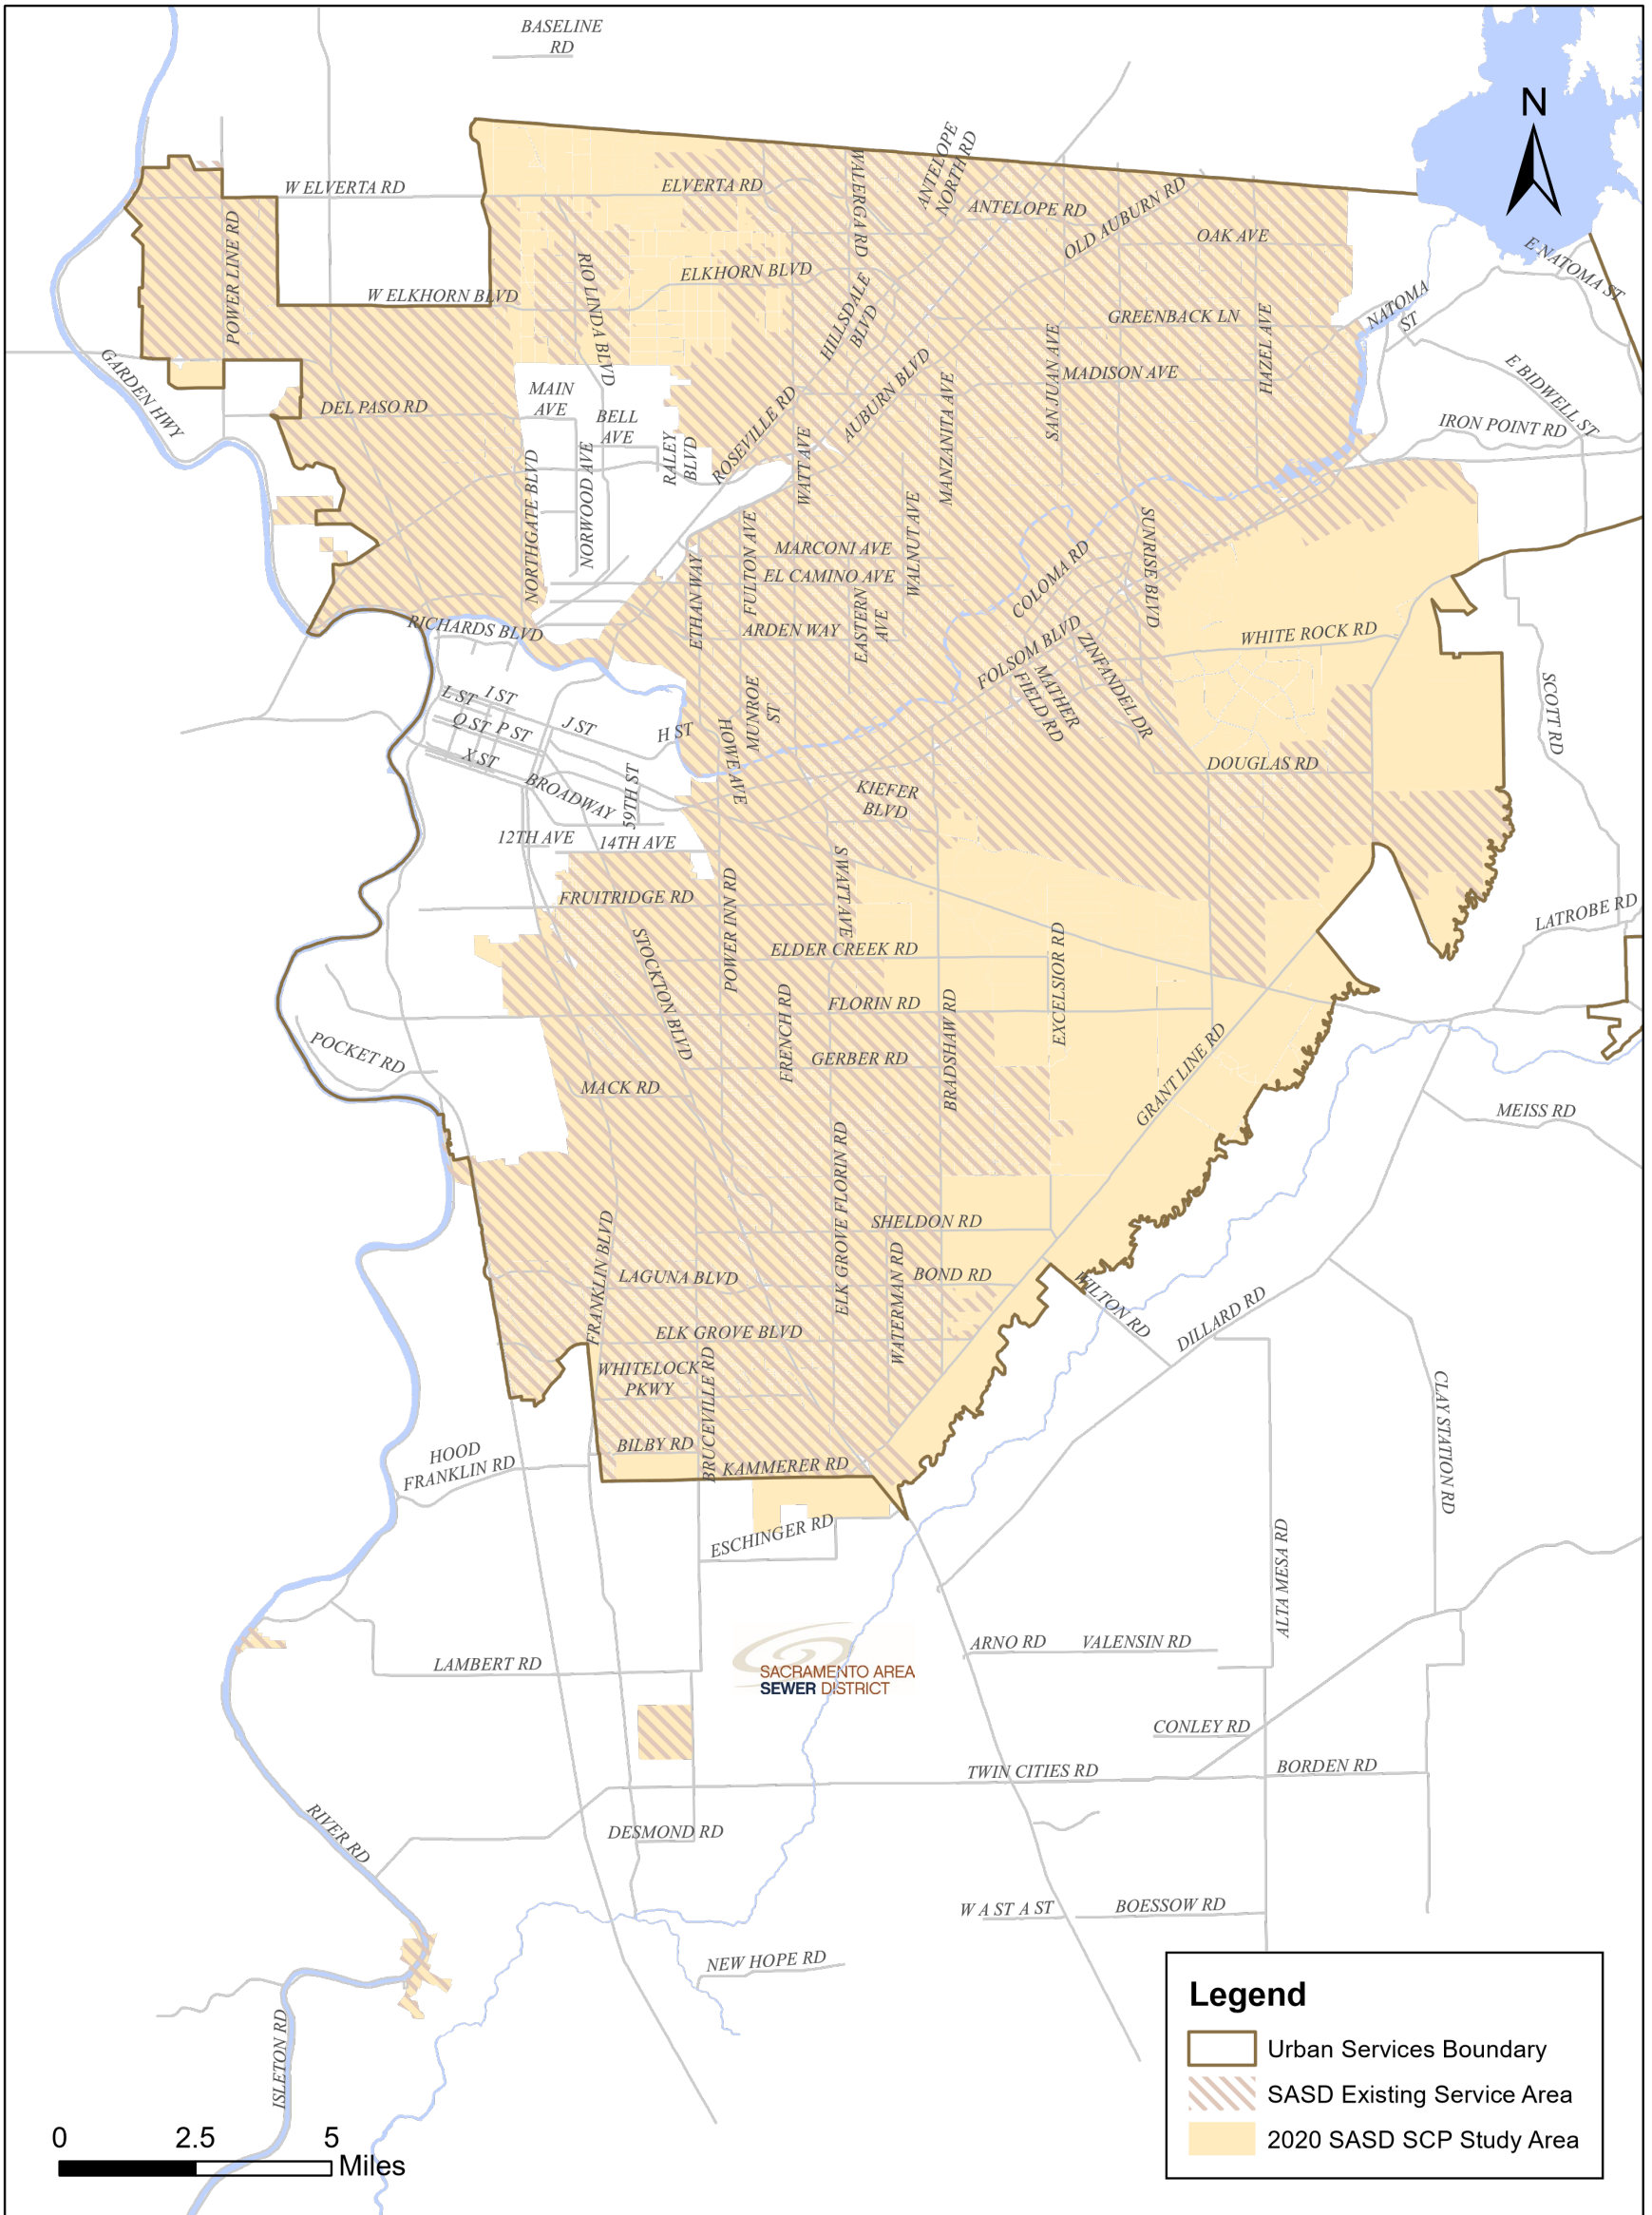 BASELINE
RD
N
W ELVERTA RD
ELVERTA RD
WALERGA RD
ANTELOPE
NORTH RD
ANTELOPE RD
OLD AUBURN RD
OAK AVE
POWER LINE RD
RIO LINDA BLVD
ELKHORN BLVD
W ELKHORN BLVD
HILLSDALE
BLVD
GREENBACK LN
HAZEL AVE
NATOMA
ST
E NATOMA ST
GARDEN HWY
SAN JUAN AVE
MADISON AVE
E BIDWELL ST
IRON POINT RD
DEL PASO RD
MAIN
AVE
BELL
AVE
RALEY
BLVD
ROSEVILLE RD
AUBURN BLVD
MANZANITA AVE
WATT AVE
NORTHGATE BLVD
NORWOOD AVE
FULTON AVE
MARCONI AVE
WALNUT AVE
EL CAMINO AVE
ETHAN WAY
EASTERN
AVE
COLOMA RD
SUNRISE BLVD
RICHARDS BLVD
ARDEN WAY
FOLSOM BLVD
ZINFANDEL DR
WHITE ROCK RD
MATHER
FIELD RD
SCOTT RD
L ST
I ST
J ST
Q ST
P ST
X ST
H ST
MUNROE
ST
HOWE AVE
BROADWAY
59TH ST
KIEFER
BLVD
DOUGLAS RD
12TH AVE
14TH AVE
S WATT AVE
FRUITRIDGE RD
POWER INN RD
LATROBE RD
STOCKTON BLVD
ELDER CREEK RD
EXCELSIOR RD
FRENCH RD
FLORIN RD
BRADSHAW RD
POCKET RD
GERBER RD
GRANT LINE RD
MACK RD
MEISS RD
ELK GROVE FLORIN RD
SHELDON RD
FRANKLIN BLVD
LAGUNA BLVD
WATERMAN RD
BOND RD
WILTON RD
DILLARD RD
ELK GROVE BLVD
WHITELOCK
PKWY
BRUCEVILLE RD
CLAY STATION RD
HOOD
FRANKLIN RD
BILBY RD
KAMMERER RD
ESCHINGER RD
ALTA MESA RD
SACRAMENTO AREA
SEWER DISTRICT
ARNO RD
VALENSIN RD
LAMBERT RD
CONLEY RD
TWIN CITIES RD
BORDEN RD
RIVER RD
DESMOND RD
W A ST A ST
BOESSOW RD
NEW HOPE RD
ISLETON RD
Legend
Urban Services Boundary
SASD Existing Service Area
2020 SASD SCP Study Area
0 2.5 5
Miles